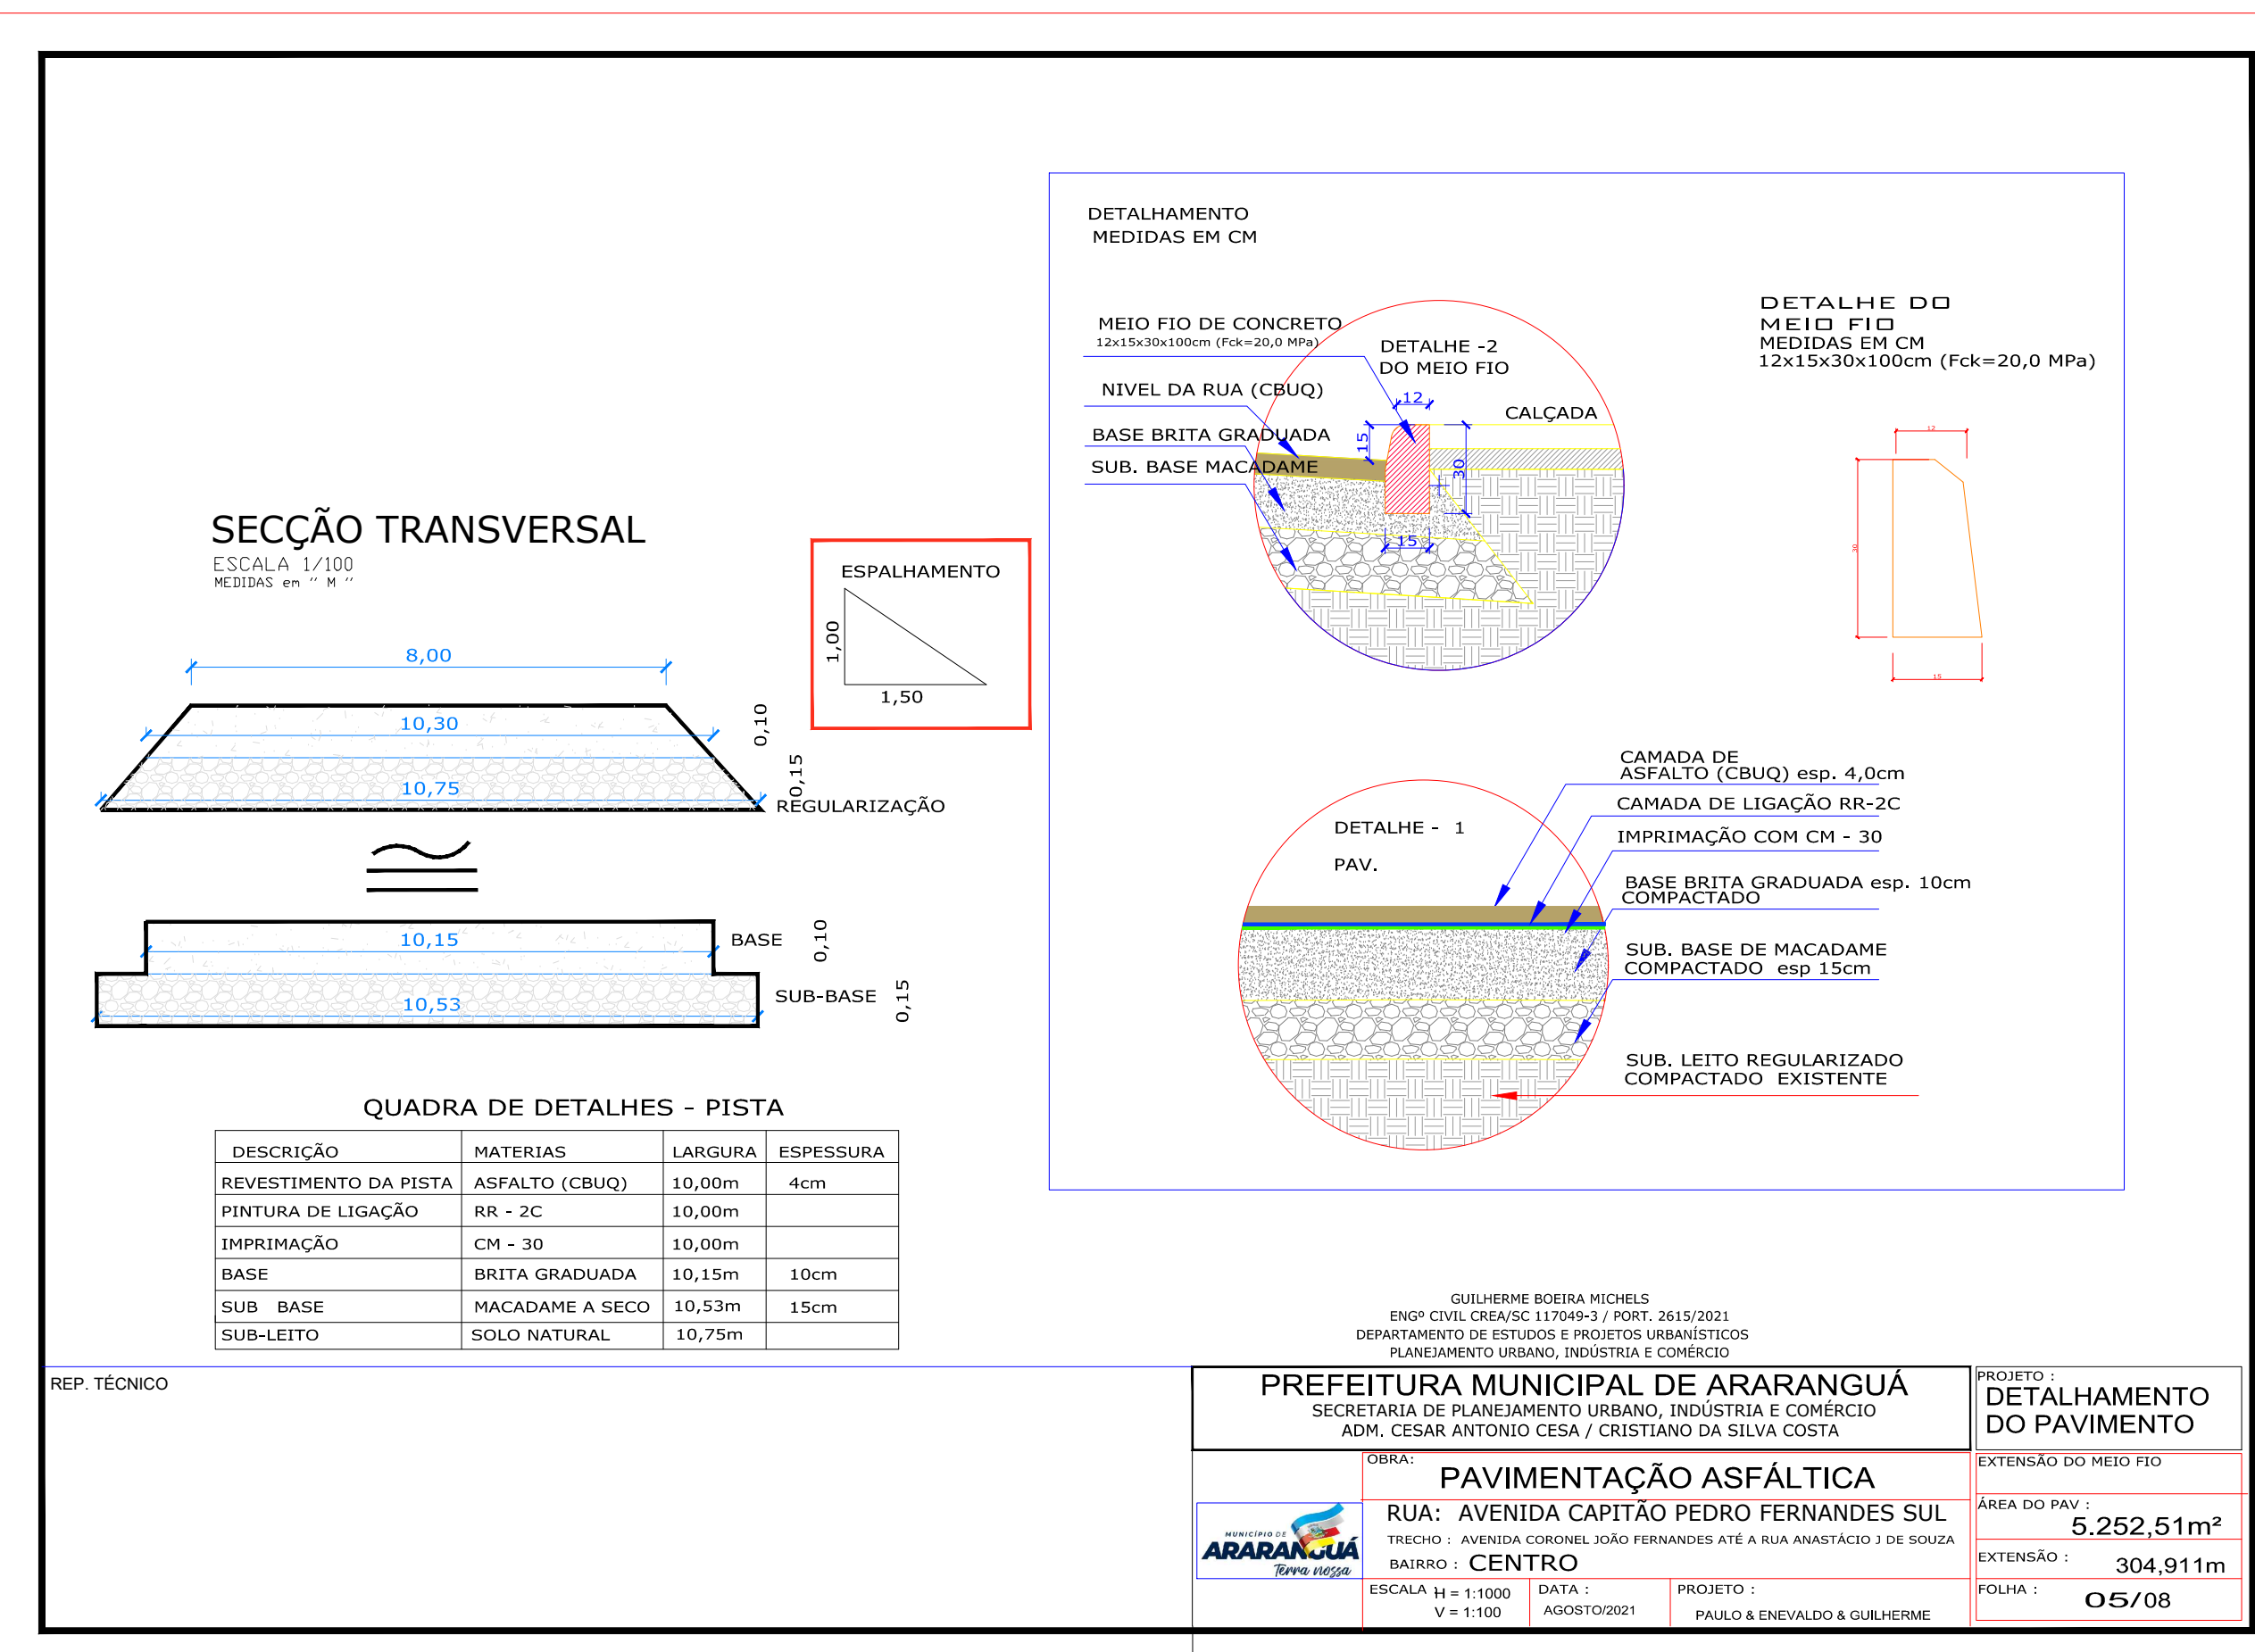 SECÇÃO TRANSVERSAL
ESCALA 1/100
MEDIDAS em " M "
ESPALHAMENTO
1,00
1,50
8,00
10,30
0,10
10,75
0,15
REGULARIZAÇÃO
10,15
BASE
0,10
10,53
SUB-BASE
0,15
QUADRA DE DETALHES - PISTA
DESCRIÇÃO MATERIAS LARGURA ESPESSURA
REVESTIMENTO DA PISTA ASFALTO (CBUQ) 10,00m 4cm
PINTURA DE LIGAÇÃO RR - 2C 10,00m
IMPRIMAÇÃO CM - 30 10,00m
BASE BRITA GRADUADA 10,15m 10cm
SUB BASE MACADAME A SECO 10,53m 15cm
SUB-LEITO SOLO NATURAL 10,75m
DETALHAMENTO
MEDIDAS EM CM
MEIO FIO DE CONCRETO
12x15x30x100cm (Fck=20,0 MPa)
NIVEL DA RUA (CBUQ)
BASE BRITA GRADUADA
SUB. BASE MACADAME
DETALHE -2
DO MEIO FIO
12
CALÇADA
15
30
15
DETALHE DO
MEIO FIO
MEDIDAS EM CM
12x15x30x100cm (Fck=20,0 MPa)
12
30
15
DETALHE - 1
PAV.
CAMADA DE
ASFALTO (CBUQ) esp. 4,0cm
CAMADA DE LIGAÇÃO RR-2C
IMPRIMAÇÃO COM CM - 30
BASE BRITA GRADUADA esp. 10cm
COMPACTADO
SUB. BASE DE MACADAME
COMPACTADO esp 15cm
SUB. LEITO REGULARIZADO
COMPACTADO EXISTENTE
GUILHERME BOEIRA MICHELS
ENGº CIVIL CREA/SC 117049-3 / PORT. 2615/2021
DEPARTAMENTO DE ESTUDOS E PROJETOS URBANÍSTICOS
PLANEJAMENTO URBANO, INDÚSTRIA E COMÉRCIO
REP. TÉCNICO
PREFEITURA MUNICIPAL DE ARARANGUÁ
SECRETARIA DE PLANEJAMENTO URBANO, INDÚSTRIA E COMÉRCIO
ADM. CESAR ANTONIO CESA / CRISTIANO DA SILVA COSTA
PROJETO :
DETALHAMENTO
DO PAVIMENTO
OBRA:
PAVIMENTAÇÃO ASFÁLTICA
RUA: AVENIDA CAPITÃO PEDRO FERNANDES SUL
TRECHO : AVENIDA CORONEL JOÃO FERNANDES ATÉ A RUA ANASTÁCIO J DE SOUZA
BAIRRO : CENTRO
MUNICÍPIO DE
ARARANGUÁ
Terra nossa
ESCALA H = 1:1000
V = 1:100
DATA :
AGOSTO/2021
PROJETO :
PAULO & ENEVALDO & GUILHERME
EXTENSÃO DO MEIO FIO
ÁREA DO PAV :
5.252,51m²
EXTENSÃO :
304,911m
FOLHA :
05/08